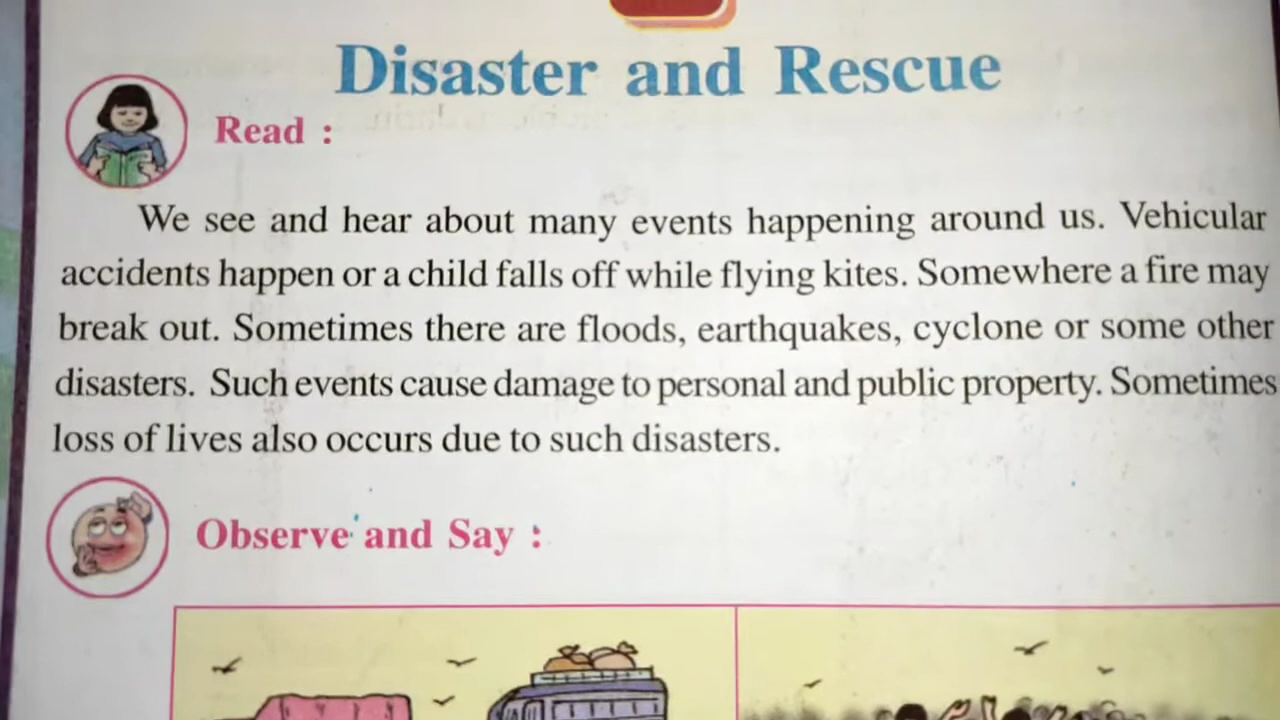 Disaster and Rescue
Read :
We see and hear about many events happening around us. Vehicular
accidents happen or a child falls off while flying kites. Somewhere a fire may
break out. Sometimes there are floods, earthquakes, cyclone or some other
disasters. Such events cause damage to personal and public property. Sometimes
loss of lives also occurs due to such disasters.
Observe and Say :